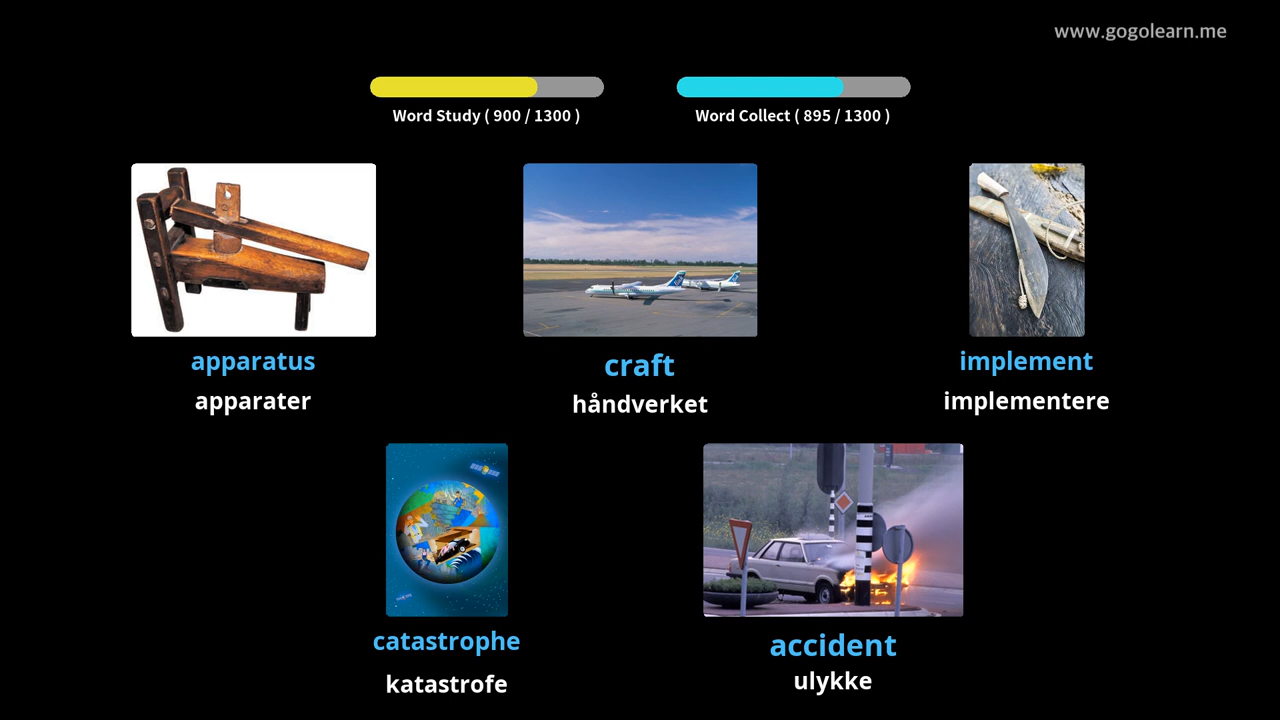 www.gogolearn.me
Word Study ( 900 / 1300 )
Word Collect ( 895 / 1300 )
apparatus
apparater
craft
håndverket
implement
implementere
catastrophe
katastrofe
accident
ulykke